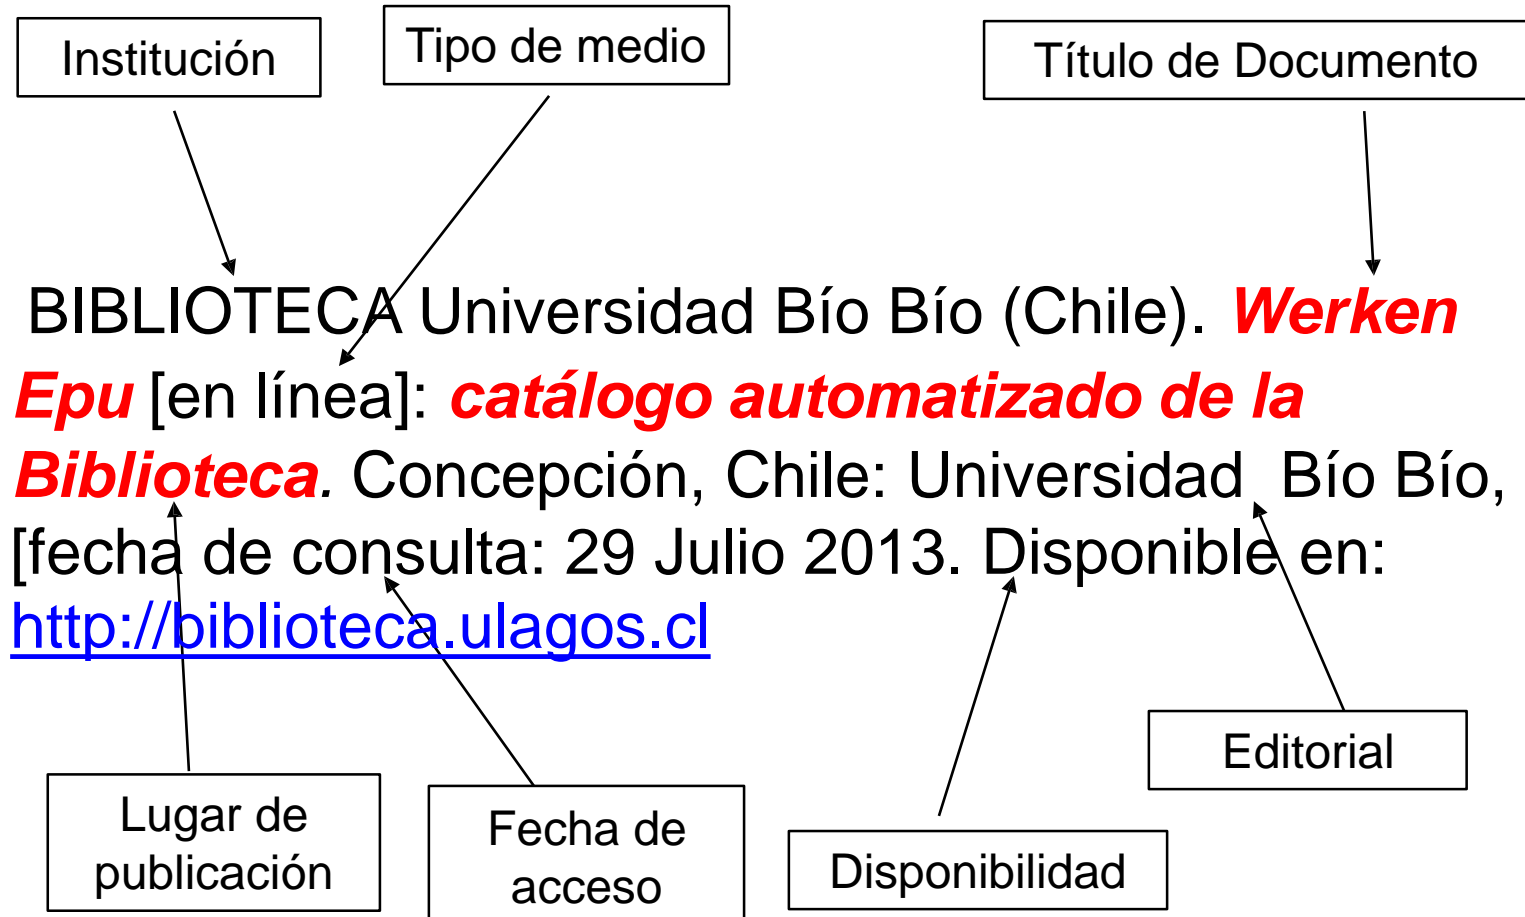 Institución
Tipo de medio
Título de Documento
BIBLIOTECA Universidad Bío Bío (Chile). Werken
Epu [en línea]: catálogo automatizado de la
Biblioteca. Concepción, Chile: Universidad Bío Bío,
[fecha de consulta: 29 Julio 2013. Disponible en:
http://biblioteca.ulagos.cl
Editorial
Lugar de
publicación
Fecha de
acceso
Disponibilidad